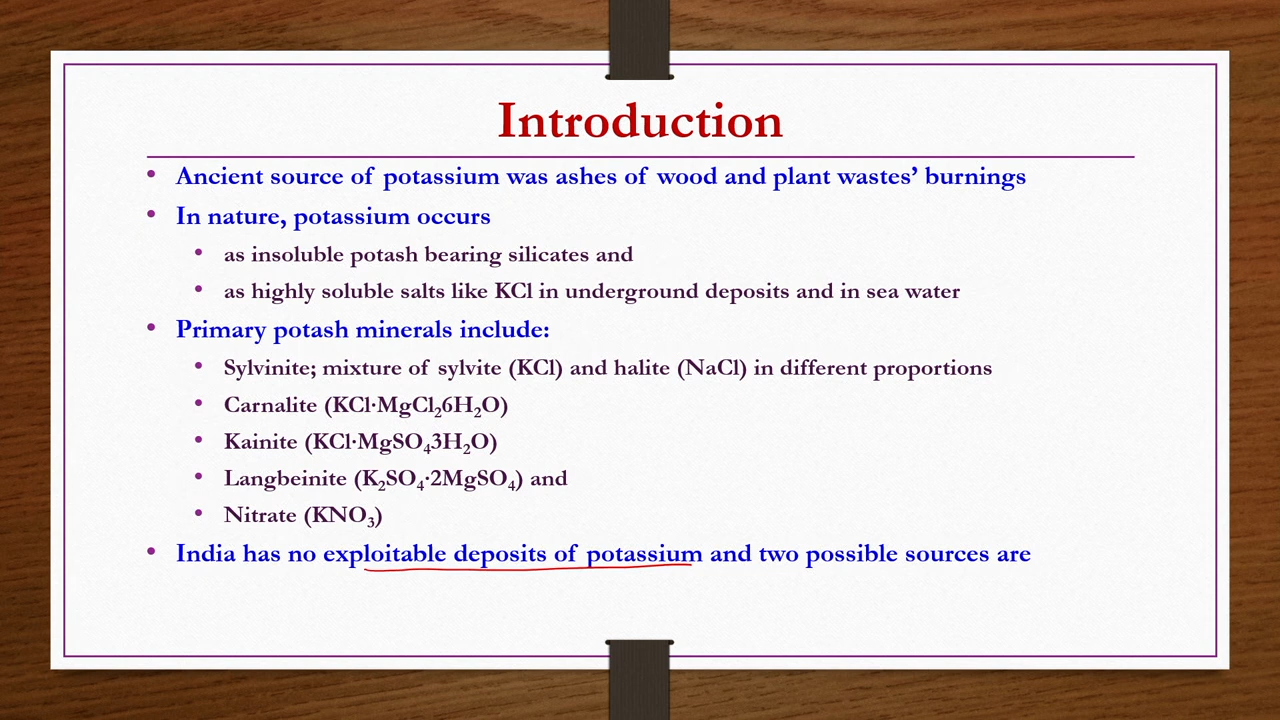 Introduction
• Ancient source of potassium was ashes of wood and plant wastes’ burnings
• In nature, potassium occurs
• as insoluble potash bearing silicates and
• as highly soluble salts like KCl in underground deposits and in sea water
• Primary potash minerals include:
• Sylvinite; mixture of sylvite (KCl) and halite (NaCl) in different proportions
• Carnalite (KCl·MgCl₂6H₂O)
• Kainite (KCl·MgSO₄3H₂O)
• Langbeinite (K₂SO₄·2MgSO₄) and
• Nitrate (KNO₃)
• India has no exploitable deposits of potassium and two possible sources are